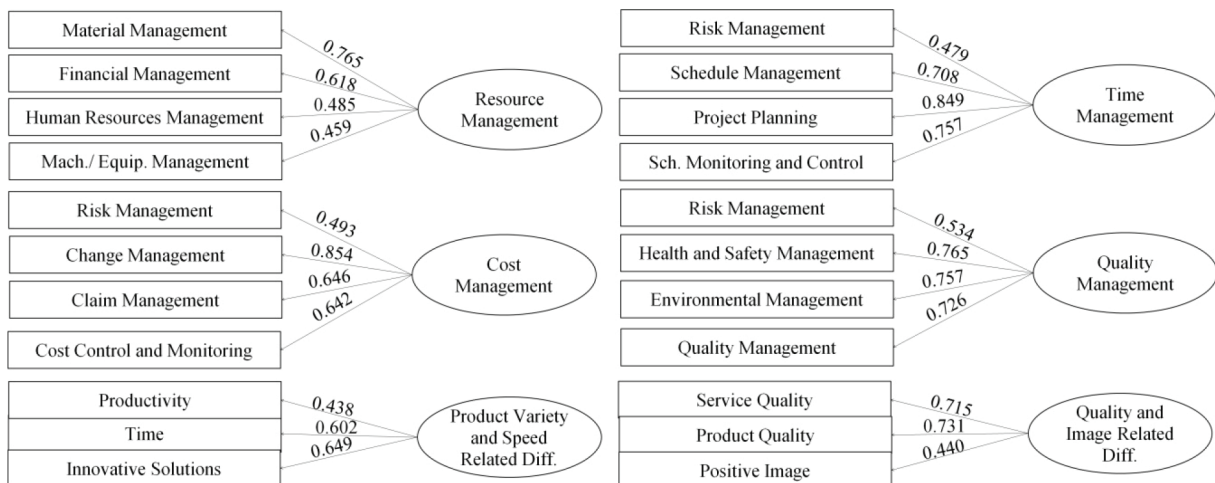 Material Management
0.765
Financial Management
0.618
Human Resources Management
0.485
Mach./ Equip. Management
0.459
Resource
Management
Risk Management
0.479
Schedule Management
0.708
Project Planning
0.849
Sch. Monitoring and Control
0.757
Time
Management
Risk Management
0.493
Change Management
0.854
Claim Management
0.646
Cost Control and Monitoring
0.642
Cost
Management
Risk Management
0.534
Health and Safety Management
0.765
Environmental Management
0.757
Quality Management
0.726
Quality
Management
Productivity
0.438
Time
0.602
Innovative Solutions
0.649
Product Variety
and Speed
Related Diff.
Service Quality
0.715
Product Quality
0.731
Positive Image
0.440
Quality and
Image Related
Diff.